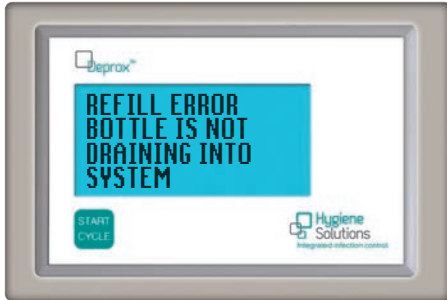 Deprox™
REFILL ERROR
BOTTLE IS NOT
DRAINING INTO
SYSTEM
START
CYCLE
Hygiene
Solutions
Integrated infection control